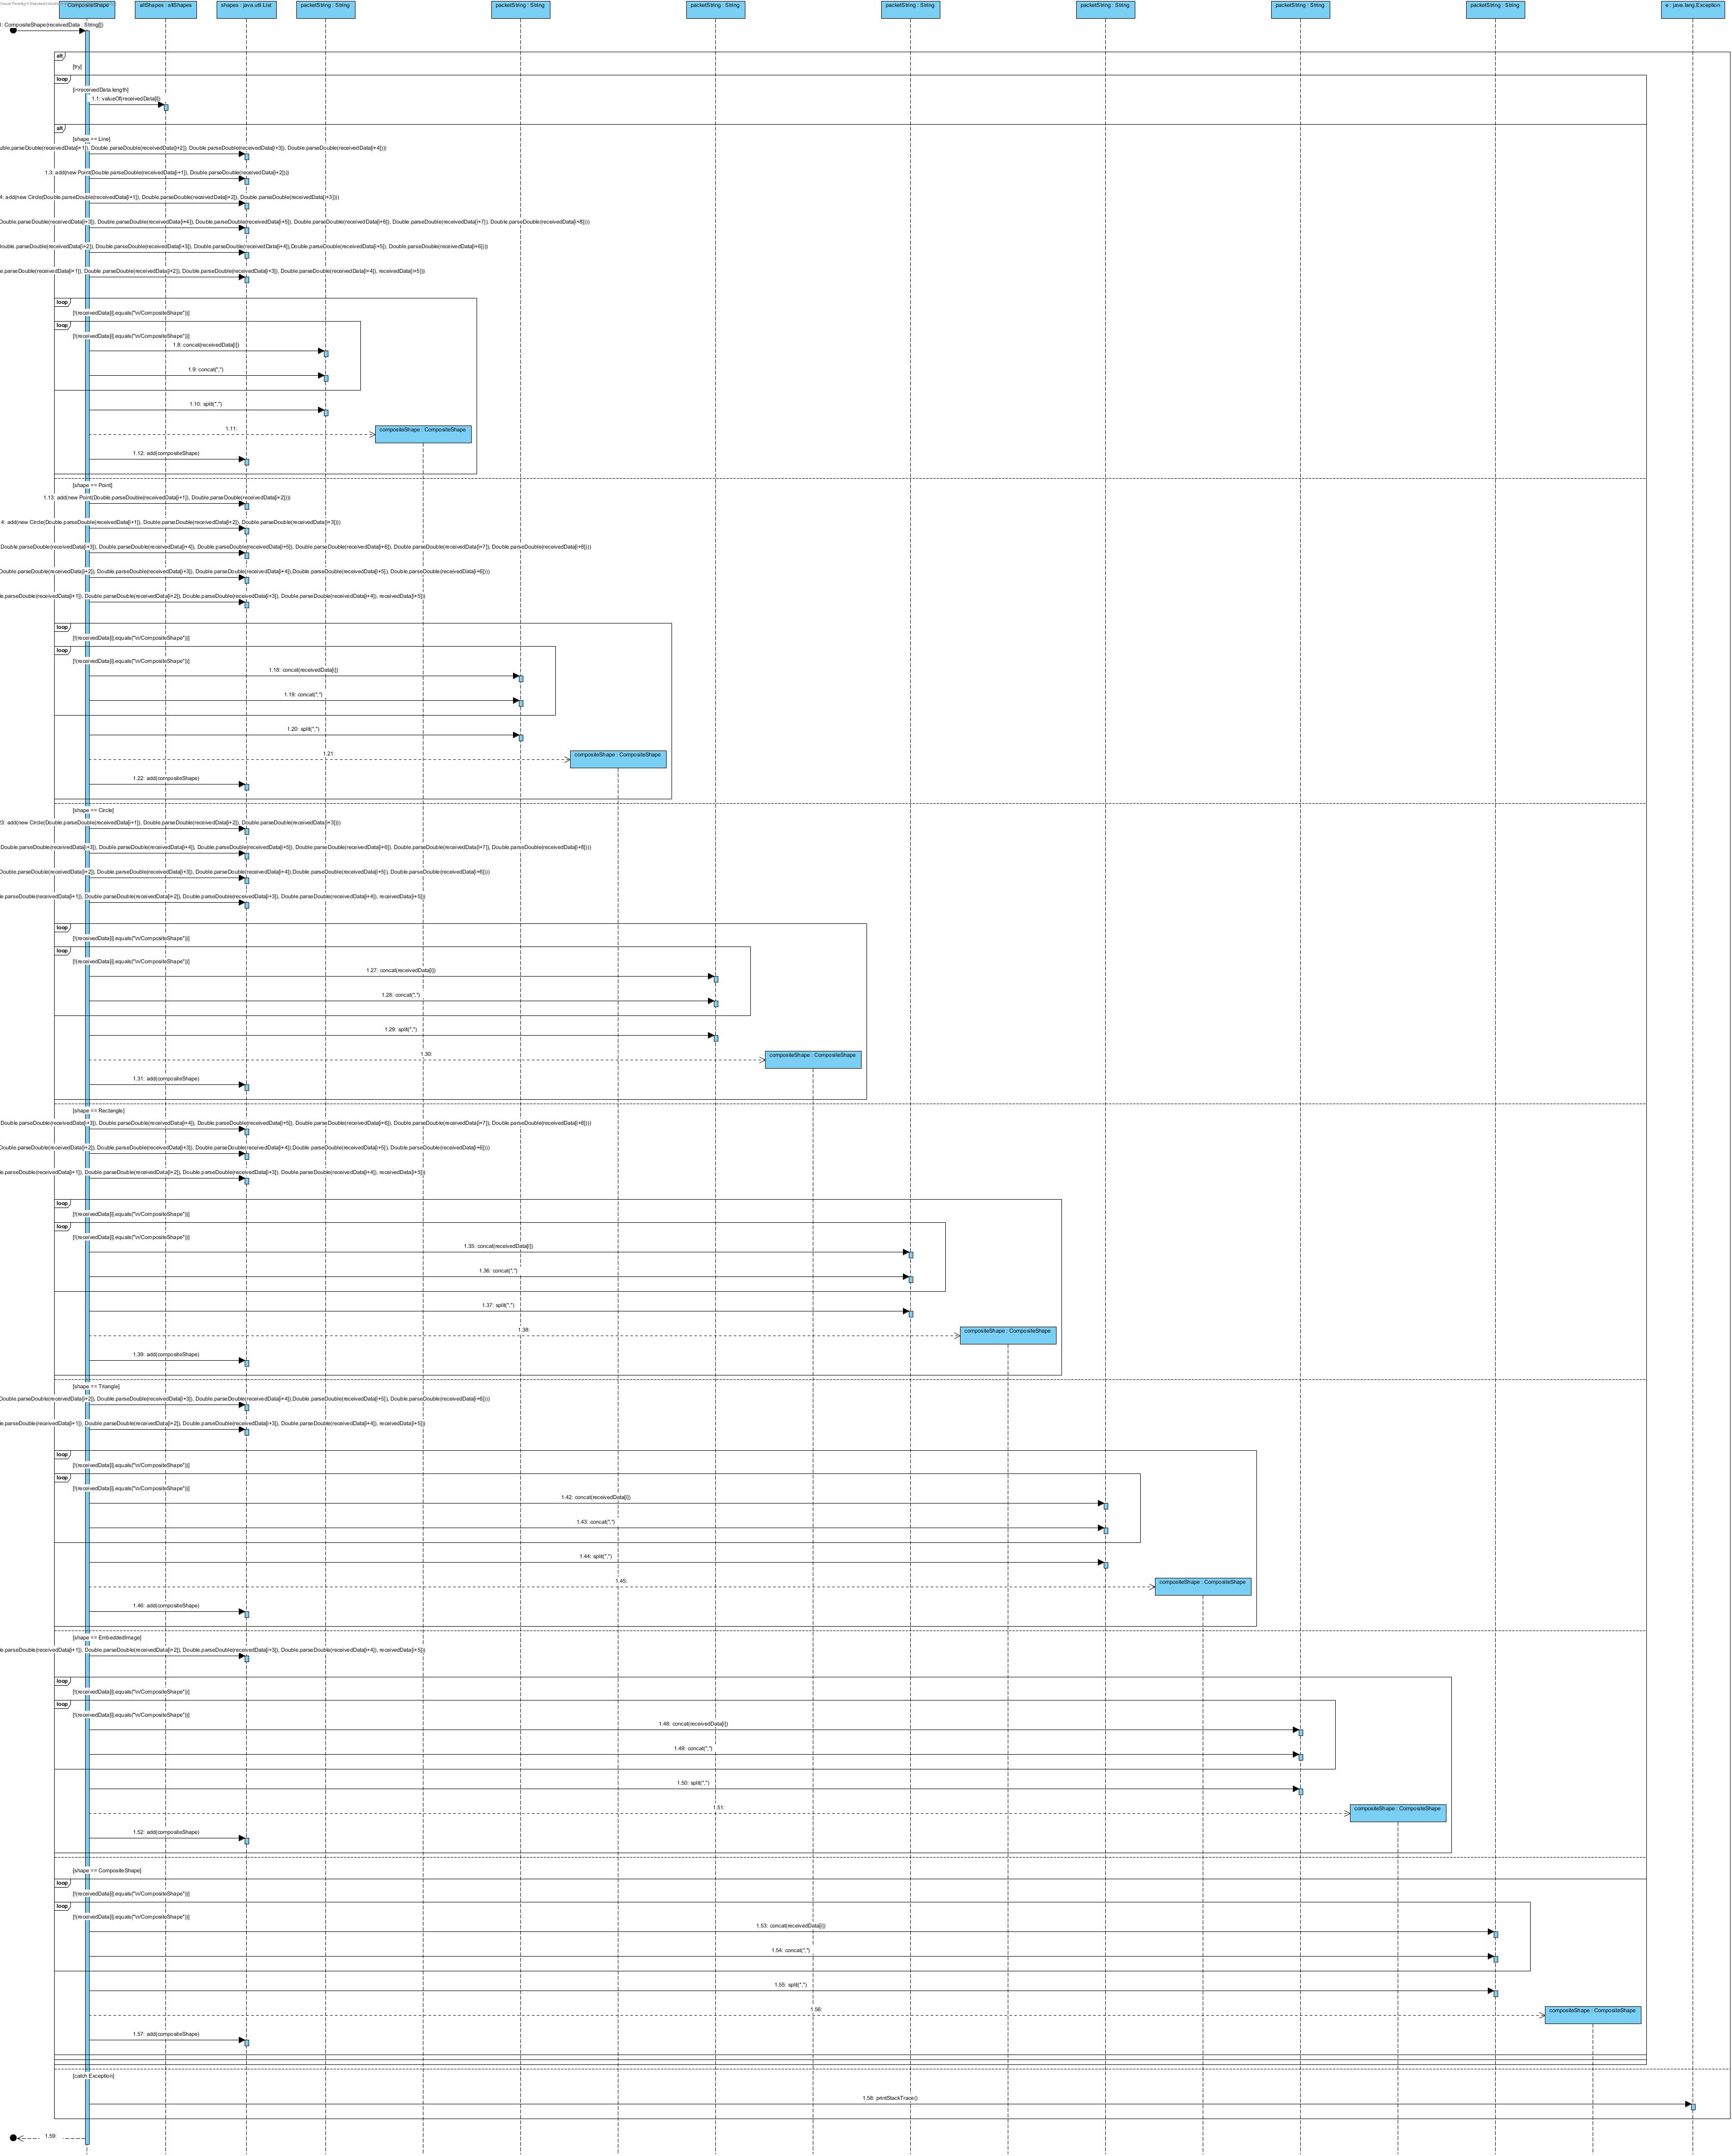 CompositeShape
allShapes : allShapes
shapes : java.util.List
packetString : String
packetString : String
packetString : String
packetString : String
packetString : String
packetString : String
packetString : String
e : java.lang.Exception
: CompositeShape(receivedData : String[])
alt
[try]
loop
[i<receivedData.length]
1.1: valueOf(receivedData[i])
alt
[shape == Line]
uble.parseDouble(receivedData[i+1]), Double.parseDouble(receivedData[i+2]), Double.parseDouble(receivedData[i+3]), Double.parseDouble(receivedData[i+4])))
1.3: add(new Point(Double.parseDouble(receivedData[i+1]), Double.parseDouble(receivedData[i+2])))
4: add(new Circle(Double.parseDouble(receivedData[i+1]), Double.parseDouble(receivedData[i+2]), Double.parseDouble(receivedData[i+3])))
Double.parseDouble(receivedData[i+3]), Double.parseDouble(receivedData[i+4]), Double.parseDouble(receivedData[i+5]), Double.parseDouble(receivedData[i+6]), Double.parseDouble(receivedData[i+7]), Double.parseDouble(receivedData[i+8])))
Double.parseDouble(receivedData[i+2]), Double.parseDouble(receivedData[i+3]), Double.parseDouble(receivedData[i+4]),Double.parseDouble(receivedData[i+5]), Double.parseDouble(receivedData[i+6])))
le.parseDouble(receivedData[i+1]), Double.parseDouble(receivedData[i+2]), Double.parseDouble(receivedData[i+3]), Double.parseDouble(receivedData[i+4]), receivedData[i+5]))
loop
[!(receivedData[i].equals("\n/CompositeShape"))]
loop
[!(receivedData[i].equals("\n/CompositeShape"))]
1.8: concat(receivedData[i])
1.9: concat(",")
1.10: split(",")
1.11:
compositeShape : CompositeShape
1.12: add(compositeShape)
[shape == Point]
1.13: add(new Point(Double.parseDouble(receivedData[i+1]), Double.parseDouble(receivedData[i+2])))
4: add(new Circle(Double.parseDouble(receivedData[i+1]), Double.parseDouble(receivedData[i+2]), Double.parseDouble(receivedData[i+3])))
Double.parseDouble(receivedData[i+3]), Double.parseDouble(receivedData[i+4]), Double.parseDouble(receivedData[i+5]), Double.parseDouble(receivedData[i+6]), Double.parseDouble(receivedData[i+7]), Double.parseDouble(receivedData[i+8])))
Double.parseDouble(receivedData[i+2]), Double.parseDouble(receivedData[i+3]), Double.parseDouble(receivedData[i+4]),Double.parseDouble(receivedData[i+5]), Double.parseDouble(receivedData[i+6])))
le.parseDouble(receivedData[i+1]), Double.parseDouble(receivedData[i+2]), Double.parseDouble(receivedData[i+3]), Double.parseDouble(receivedData[i+4]), receivedData[i+5]))
loop
[!(receivedData[i].equals("\n/CompositeShape"))]
loop
[!(receivedData[i].equals("\n/CompositeShape"))]
1.18: concat(receivedData[i])
1.19: concat(",")
1.20: split(",")
1.21:
compositeShape : CompositeShape
1.22: add(compositeShape)
[shape == Circle]
23: add(new Circle(Double.parseDouble(receivedData[i+1]), Double.parseDouble(receivedData[i+2]), Double.parseDouble(receivedData[i+3])))
Double.parseDouble(receivedData[i+3]), Double.parseDouble(receivedData[i+4]), Double.parseDouble(receivedData[i+5]), Double.parseDouble(receivedData[i+6]), Double.parseDouble(receivedData[i+7]), Double.parseDouble(receivedData[i+8])))
Double.parseDouble(receivedData[i+2]), Double.parseDouble(receivedData[i+3]), Double.parseDouble(receivedData[i+4]),Double.parseDouble(receivedData[i+5]), Double.parseDouble(receivedData[i+6])))
le.parseDouble(receivedData[i+1]), Double.parseDouble(receivedData[i+2]), Double.parseDouble(receivedData[i+3]), Double.parseDouble(receivedData[i+4]), receivedData[i+5]))
loop
[!(receivedData[i].equals("\n/CompositeShape"))]
loop
[!(receivedData[i].equals("\n/CompositeShape"))]
1.27: concat(receivedData[i])
1.28: concat(",")
1.29: split(",")
1.30:
compositeShape : CompositeShape
1.31: add(compositeShape)
[shape == Rectangle]
Double.parseDouble(receivedData[i+3]), Double.parseDouble(receivedData[i+4]), Double.parseDouble(receivedData[i+5]), Double.parseDouble(receivedData[i+6]), Double.parseDouble(receivedData[i+7]), Double.parseDouble(receivedData[i+8])))
Double.parseDouble(receivedData[i+2]), Double.parseDouble(receivedData[i+3]), Double.parseDouble(receivedData[i+4]),Double.parseDouble(receivedData[i+5]), Double.parseDouble(receivedData[i+6])))
le.parseDouble(receivedData[i+1]), Double.parseDouble(receivedData[i+2]), Double.parseDouble(receivedData[i+3]), Double.parseDouble(receivedData[i+4]), receivedData[i+5]))
loop
[!(receivedData[i].equals("\n/CompositeShape"))]
loop
[!(receivedData[i].equals("\n/CompositeShape"))]
1.35: concat(receivedData[i])
1.36: concat(",")
1.37: split(",")
1.38:
compositeShape : CompositeShape
1.39: add(compositeShape)
[shape == Triangle]
Double.parseDouble(receivedData[i+2]), Double.parseDouble(receivedData[i+3]), Double.parseDouble(receivedData[i+4]),Double.parseDouble(receivedData[i+5]), Double.parseDouble(receivedData[i+6])))
le.parseDouble(receivedData[i+1]), Double.parseDouble(receivedData[i+2]), Double.parseDouble(receivedData[i+3]), Double.parseDouble(receivedData[i+4]), receivedData[i+5]))
loop
[!(receivedData[i].equals("\n/CompositeShape"))]
loop
[!(receivedData[i].equals("\n/CompositeShape"))]
1.42: concat(receivedData[i])
1.43: concat(",")
1.44: split(",")
1.45:
compositeShape : CompositeShape
1.46: add(compositeShape)
[shape == EmbeddedImage]
le.parseDouble(receivedData[i+1]), Double.parseDouble(receivedData[i+2]), Double.parseDouble(receivedData[i+3]), Double.parseDouble(receivedData[i+4]), receivedData[i+5]))
loop
[!(receivedData[i].equals("\n/CompositeShape"))]
loop
[!(receivedData[i].equals("\n/CompositeShape"))]
1.48: concat(receivedData[i])
1.49: concat(",")
1.50: split(",")
1.51:
compositeShape : CompositeShape
1.52: add(compositeShape)
[shape == CompositeShape]
loop
[!(receivedData[i].equals("\n/CompositeShape"))]
loop
[!(receivedData[i].equals("\n/CompositeShape"))]
1.53: concat(receivedData[i])
1.54: concat(",")
1.55: split(",")
1.56:
compositeShape : CompositeShape
1.57: add(compositeShape)
[catch Exception]
1.58: printStackTrace()
1.59: